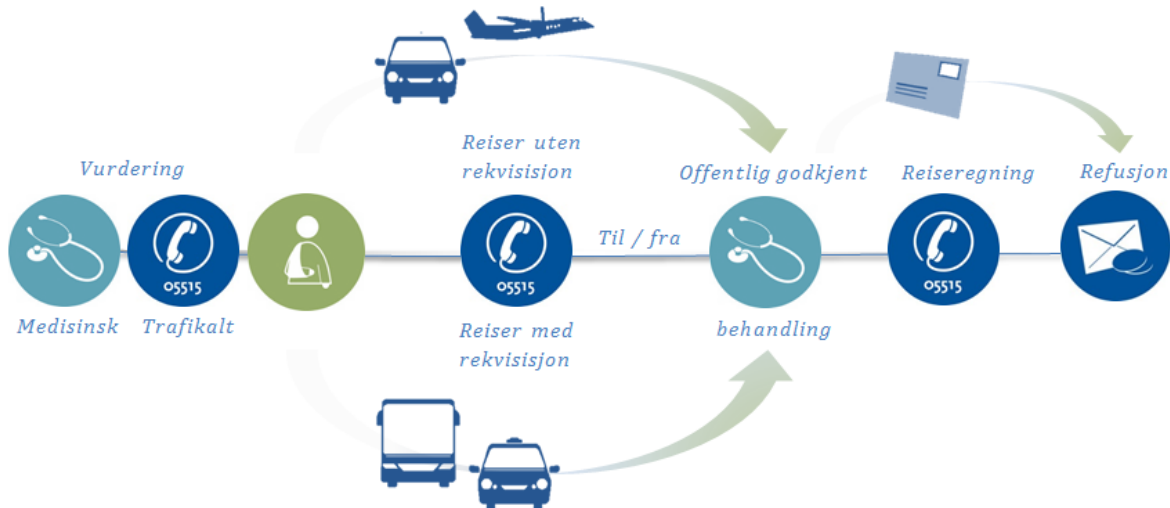 Vurdering
Medisinsk
Trafikalt
05515
Reiser uten
rekvisisjon
05515
Reiser med
rekvisisjon
Til / fra
Offentlig godkjent
behandling
Reiseregning
05515
Refusjon